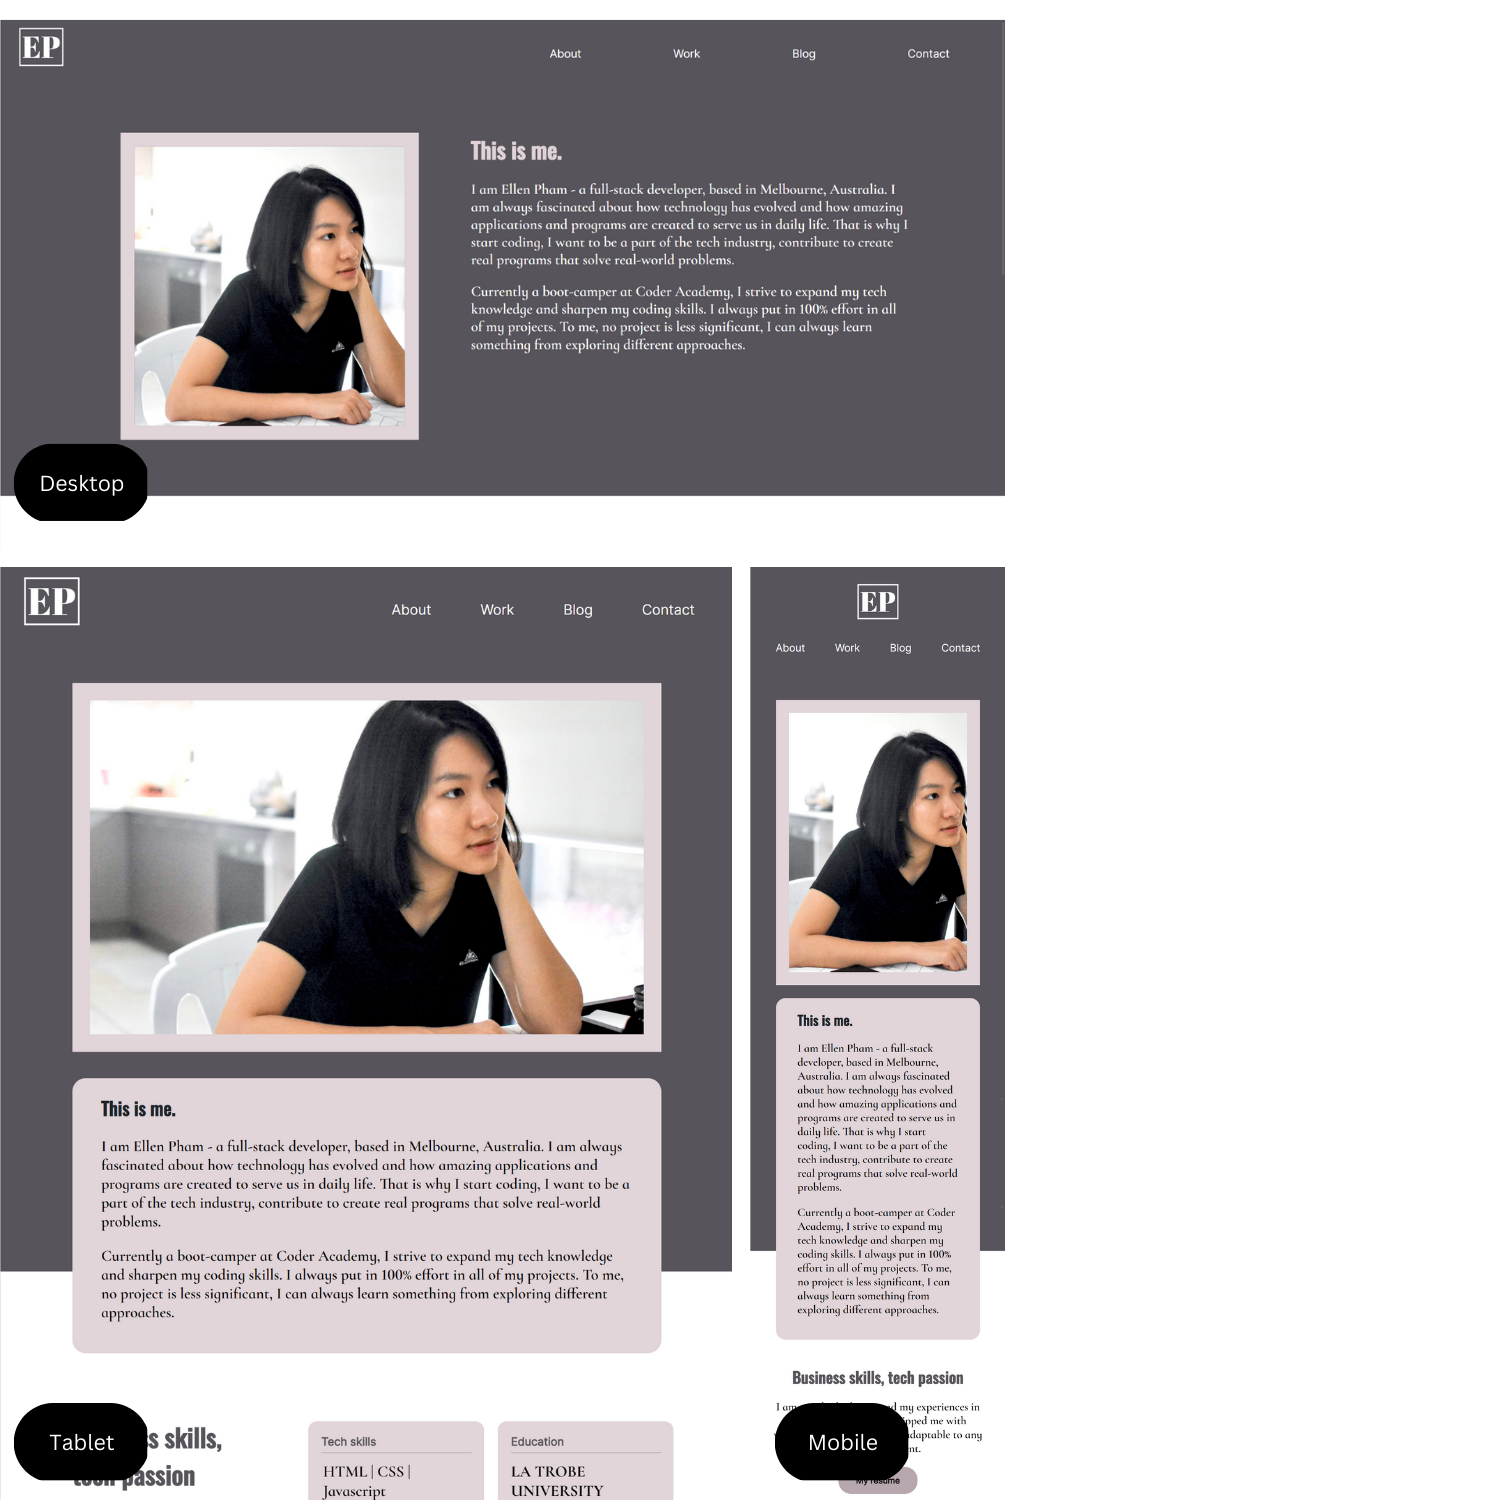 EP
About Work Blog Contact
This is me.
I am Ellen Pham - a full-stack developer, based in Melbourne, Australia. I
am always fascinated about how technology has evolved and how amazing
applications and programs are created to serve us in daily life. That is why I
start coding, I want to be a part of the tech industry, contribute to create
real programs that solve real-world problems.
Currently a boot-camper at Coder Academy, I strive to expand my tech
knowledge and sharpen my coding skills. I always put in 100% effort in all
of my projects. To me, no project is less significant, I can always learn
something from exploring different approaches.
Desktop
EP
About Work Blog Contact
This is me.
I am Ellen Pham - a full-stack developer, based in Melbourne, Australia. I am always
fascinated about how technology has evolved and how amazing applications and
programs are created to serve us in daily life. That is why I start coding, I want to be a
part of the tech industry, contribute to create real programs that solve real-world
problems.
Currently a boot-camper at Coder Academy, I strive to expand my tech knowledge
and sharpen my coding skills. I always put in 100% effort in all of my projects. To me,
no project is less significant, I can always learn something from exploring different
approaches.
skills,
passion
Tech skills
HTML | CSS |
Javascript
Education
LA TROBE
UNIVERSITY
Tablet
EP
About Work Blog Contact
This is me.
I am Ellen Pham - a full-stack
developer, based in Melbourne,
Australia. I am always fascinated
about how technology has evolved
and how amazing applications and
programs are created to serve us in
daily life. That is why I start
coding, I want to be a part of the
tech industry, contribute to create
real programs that solve real-world
problems.
Currently a boot-camper at Coder
Academy, I strive to expand my
tech knowledge and sharpen my
coding skills. I always put in 100%
effort in all of my projects. To me,
no project is less significant, I can
always learn something from
exploring different approaches.
Business skills, tech passion
I am my experiences in
me with
adaptable to any
My resume
Mobile